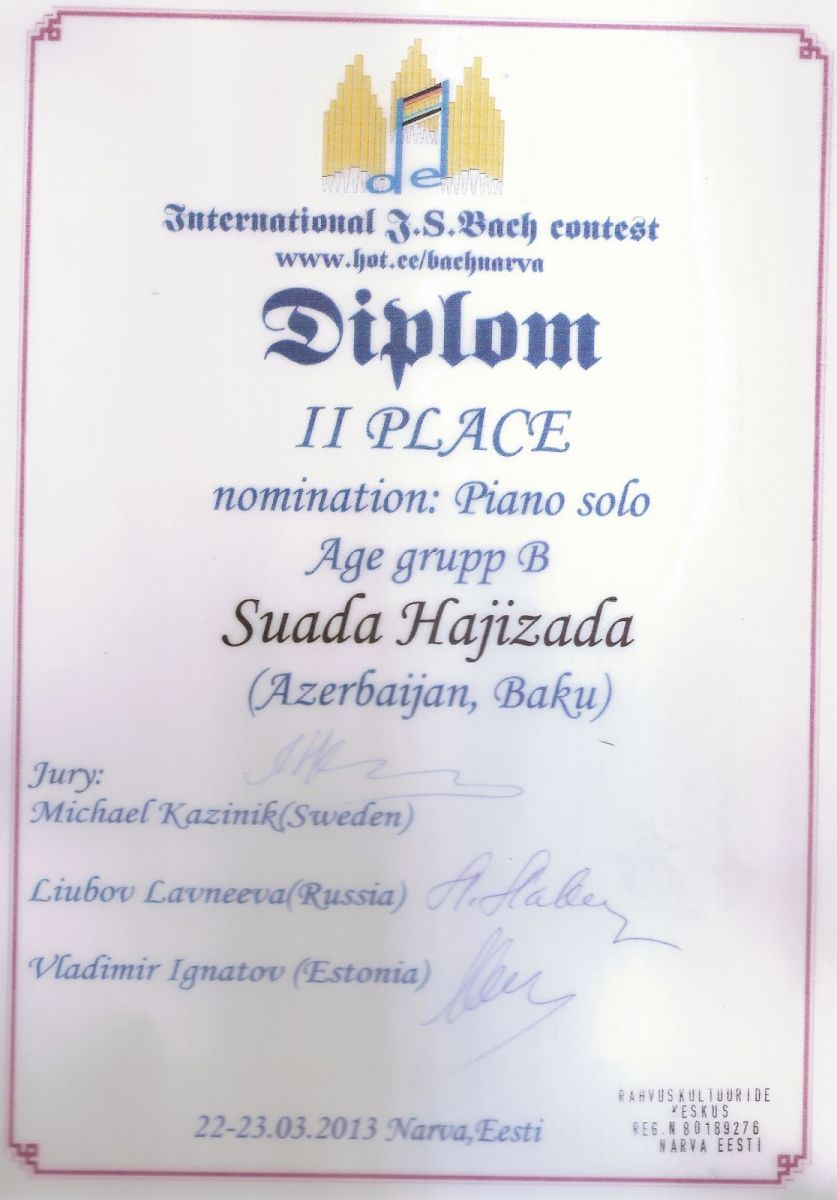 de
International J.S.Bach contest
www.hot.ee/bachnarva
Diplom
II PLACE
nomination: Piano solo
Age grupp B
Suada Hajizada
(Azerbaijan, Baku)
Jury:
Michael Kazinik(Sweden)
Liubov Lavneeva(Russia)
Vladimir Ignatov (Estonia)
22-23.03.2013 Narva,Eesti
RAHVUSKULTUURIDE
KESKUS
REG.N 80189276
NARVA EESTI